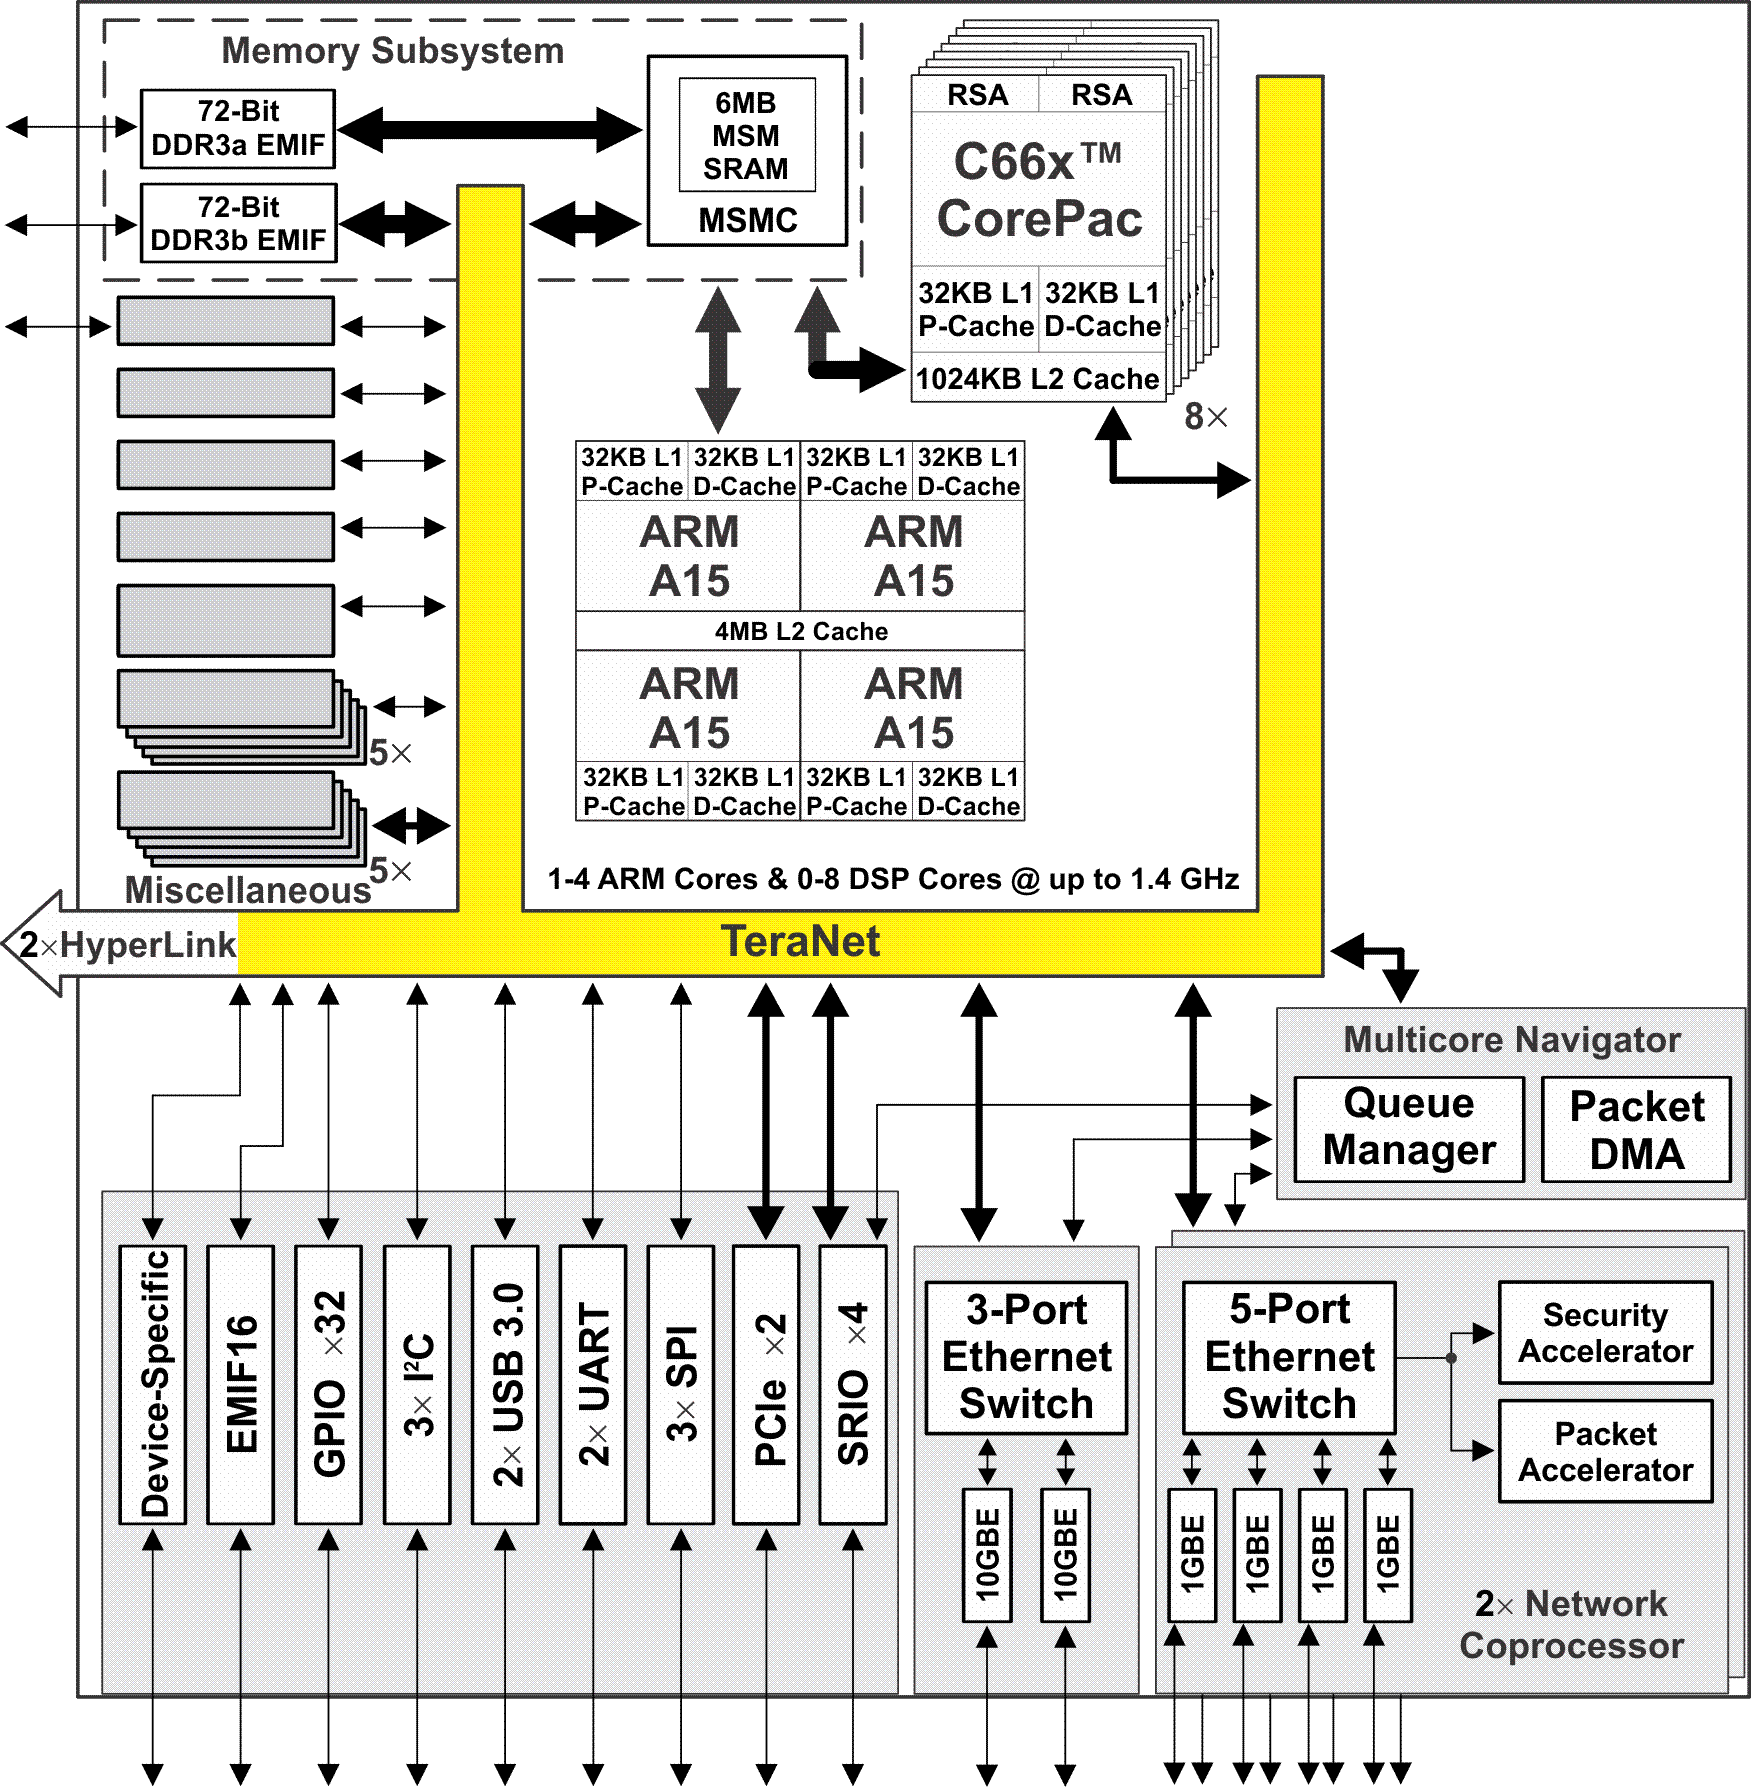 Memory Subsystem
72-Bit
DDR3a EMIF
72-Bit
DDR3b EMIF
6MB
MSM
SRAM
MSMC
RSA RSA
C66x™
CorePac
32KB L1 32KB L1
P-Cache D-Cache
1024KB L2 Cache
8×
32KB L1 32KB L1 32KB L1 32KB L1
P-Cache D-Cache P-Cache D-Cache
ARM ARM
A15 A15
4MB L2 Cache
ARM ARM
A15 A15
32KB L1 32KB L1 32KB L1 32KB L1
P-Cache D-Cache P-Cache D-Cache
5×
5×
Miscellaneous
1-4 ARM Cores & 0-8 DSP Cores @ up to 1.4 GHz
2×HyperLink
TeraNet
Multicore Navigator
Queue
Manager
Packet
DMA
Device-Specific
EMIF16
GPIO ×32
3× I²C
2× USB 3.0
2× UART
3× SPI
PCIe ×2
SRIO ×4
3-Port
Ethernet
Switch
10GBE
10GBE
5-Port
Ethernet
Switch
1GBE
1GBE
1GBE
1GBE
Security
Accelerator
Packet
Accelerator
2× Network
Coprocessor